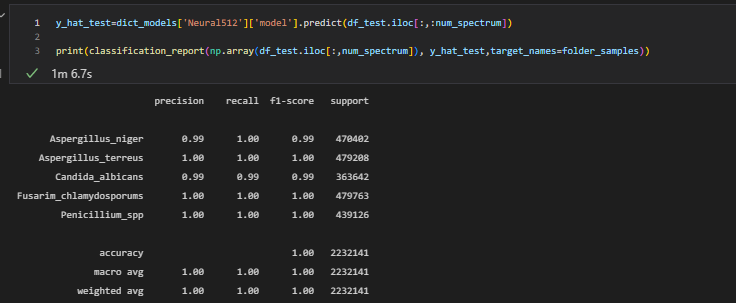 1 y_hat_test=dict_models['Neural512']['model'].predict(df_test.iloc[:,:num_spectrum])
2
3 print(classification_report(np.array(df_test.iloc[:,num_spectrum]), y_hat_test,target_names=folder_samples))
1m 6.7s
precision recall f1-score support
Aspergillus_niger 0.99 1.00 0.99 470402
Aspergillus_terreus 1.00 1.00 1.00 479208
Candida_albicans 0.99 0.99 0.99 363642
Fusarim_chlamydosporums 1.00 1.00 1.00 479763
Penicillium_spp 1.00 1.00 1.00 439126
accuracy 1.00 2232141
macro avg 1.00 1.00 1.00 2232141
weighted avg 1.00 1.00 1.00 2232141